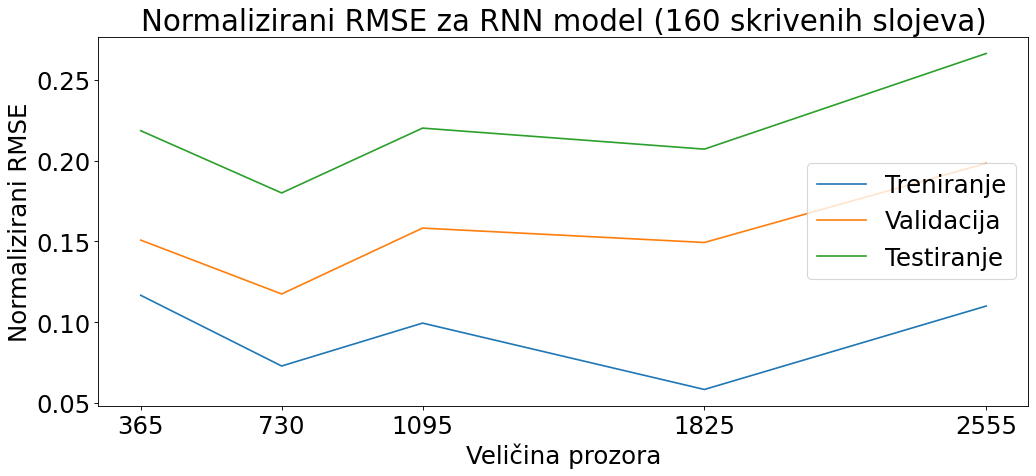 Normalizirani RMSE za RNN model (160 skrivenih slojeva)
Normalizirani RMSE
0.25
0.20
0.15
0.10
0.05
Treniranje
Validacija
Testiranje
365 730 1095 1825 2555
Veličina prozora